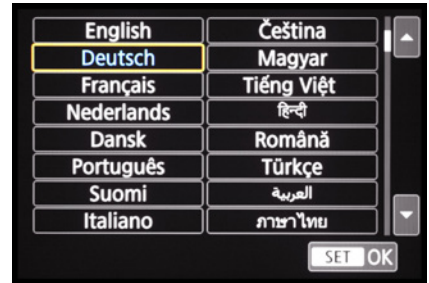 English Čeština
Deutsch Magyar
Français Tiếng Việt
Nederlands हिन्दी
Dansk Română
Português Türkçe
Suomi العربية
Italiano ภาษาไทย
SET OK